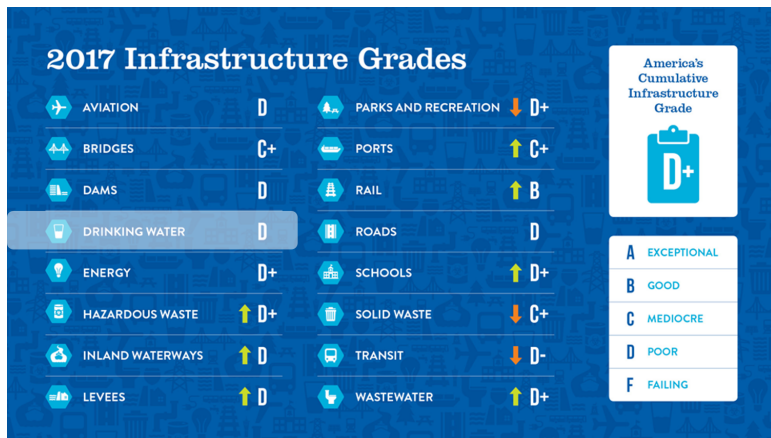 2017 Infrastructure Grades
AVIATION D
BRIDGES C+
DAMS D
DRINKING WATER D
ENERGY D+
HAZARDOUS WASTE D+
INLAND WATERWAYS D
LEVEES D
PARKS AND RECREATION D+
PORTS C+
RAIL B
ROADS D
SCHOOLS D+
SOLID WASTE C+
TRANSIT D-
WASTEWATER D+
America's
Cumulative
Infrastructure
Grade
D+
A EXCEPTIONAL
B GOOD
C MEDIOCRE
D POOR
F FAILING